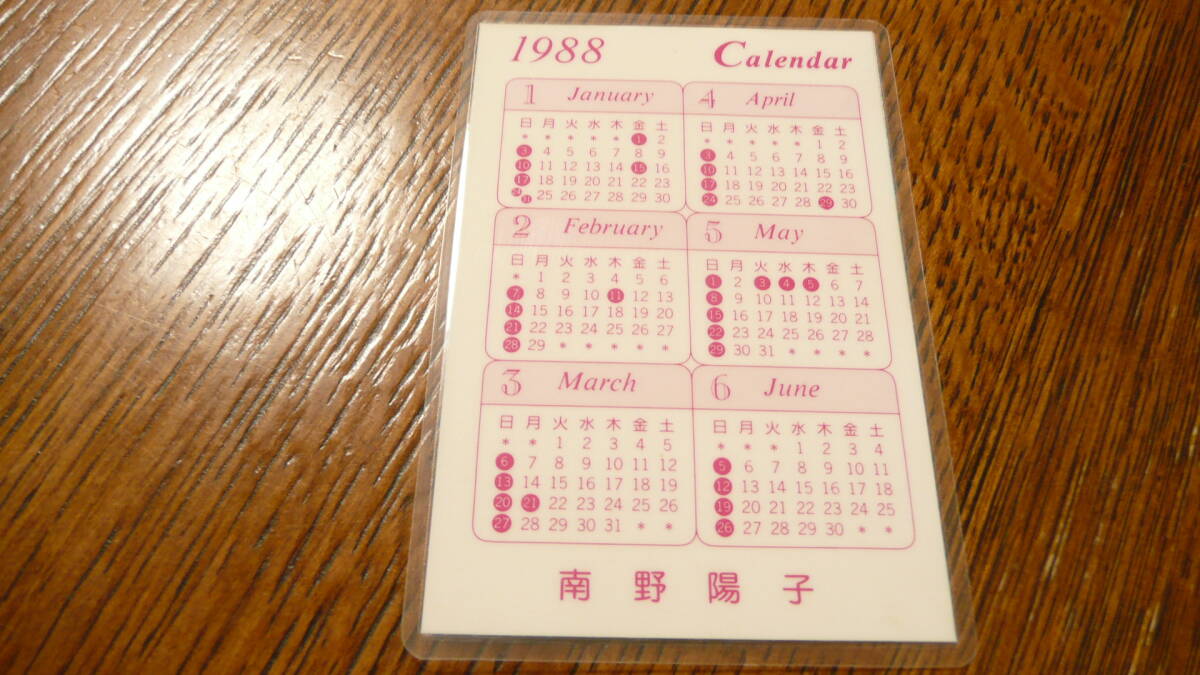 1988 Calendar
1 January
日 月 火 水 木 金 土
* * * * * 1 2
3 4 5 6 7 8 9
10 11 12 13 14 15 16
17 18 19 20 21 22 23
24/31 25 26 27 28 29 30
4 April
日 月 火 水 木 金 土
* * * * * 1 2
3 4 5 6 7 8 9
10 11 12 13 14 15 16
17 18 19 20 21 22 23
24 25 26 27 28 29 30
2 February
日 月 火 水 木 金 土
* 1 2 3 4 5 6
7 8 9 10 11 12 13
14 15 16 17 18 19 20
21 22 23 24 25 26 27
28 29 * * * * *
5 May
日 月 火 水 木 金 土
1 2 3 4 5 6 7
8 9 10 11 12 13 14
15 16 17 18 19 20 21
22 23 24 25 26 27 28
29 30 31 * * * *
3 March
日 月 火 水 木 金 土
* * 1 2 3 4 5
6 7 8 9 10 11 12
13 14 15 16 17 18 19
20 21 22 23 24 25 26
27 28 29 30 31 * *
6 June
日 月 火 水 木 金 土
* * * 1 2 3 4
5 6 7 8 9 10 11
12 13 14 15 16 17 18
19 20 21 22 23 24 25
26 27 28 29 30 * *
南野陽子